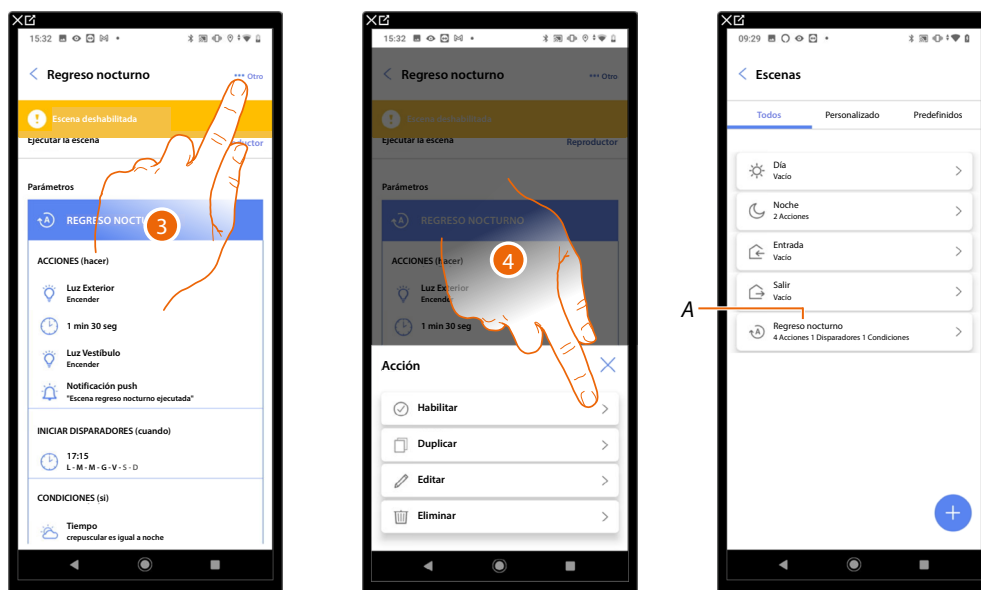 15:32
Regreso nocturno
••• Otro
Escena deshabilitada
Ejecutar la escena
Parámetros
REGRESO NOCT
3
ACCIONES (hacer)
Luz Exterior
Encender
1 min 30 seg
Luz Vestíbulo
Encender
Notificación push
"Escena regreso nocturno ejecutada"
INICIAR DISPARADORES (cuando)
17:15
L - M - M - G - V - S - D
CONDICIONES (si)
Tiempo
crepuscular es igual a noche
15:32
Regreso nocturno
••• Otro
Escena deshabilitada
Ejecutar la escena
Reproductor
Parámetros
REGRESO NOCTURNO
ACCIONES (hacer)
4
Luz Exterior
Encender
1 min 30 seg
Acción
Habilitar
Duplicar
Editar
Eliminar
09:29
Escenas
Todos Personalizado Predefinidos
Día
Vacío
Noche
2 Acciones
Entrada
Vacío
Salir
Vacío
A
Regreso nocturno
4 Acciones 1 Disparadores 1 Condiciones